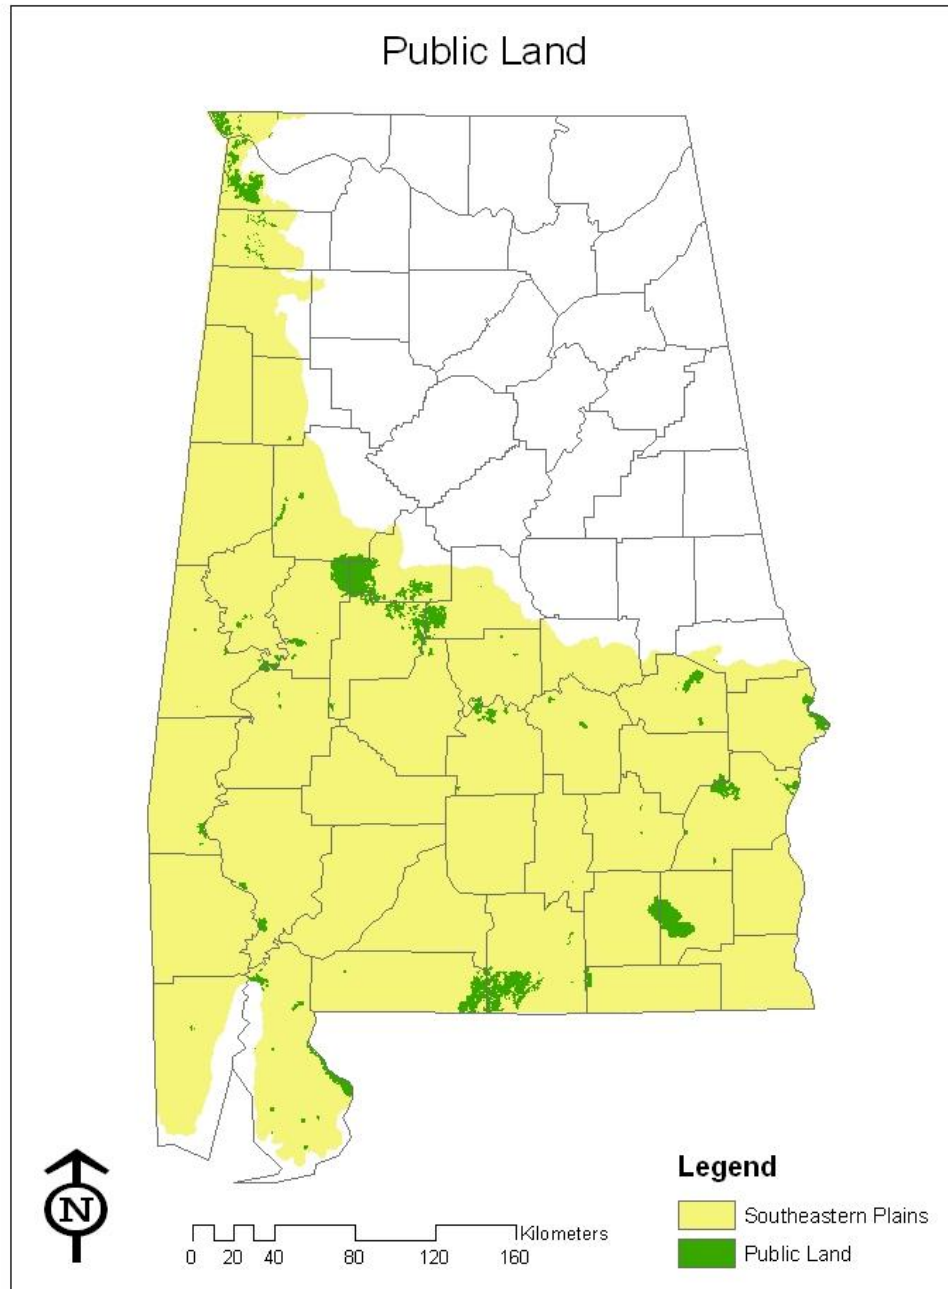 Public Land
Legend
Southeastern Plains
Public Land
N
Kilometers
0 20 40 80 120 160